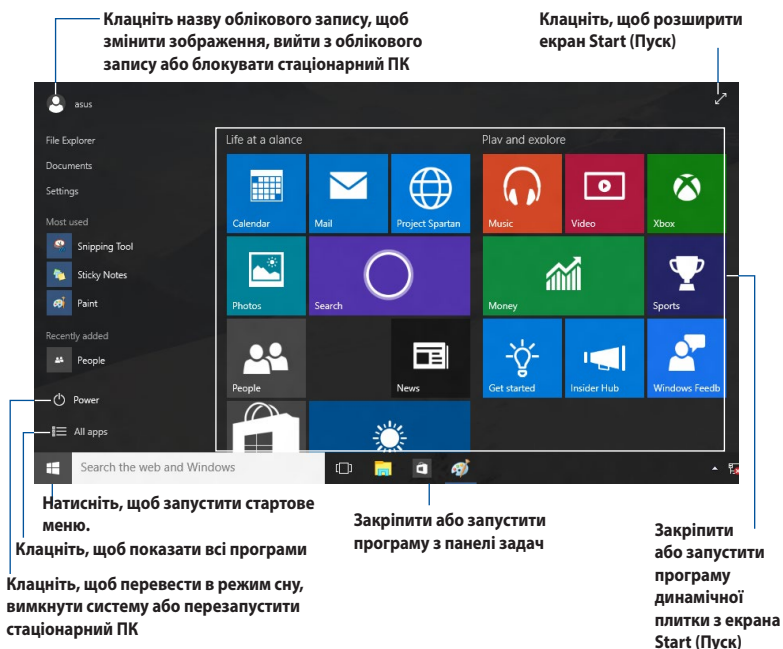 Клацніть назву облікового запису, щоб
змінити зображення, вийти з облікового
запису або блокувати стаціонарний ПК
Клацніть, щоб розширити
екран Start (Пуск)
asus
File Explorer
Documents
Settings
Most used
Snipping Tool
Sticky Notes
Paint
Recently added
People
Power
All apps
Search the web and Windows
Life at a glance
Calendar
Mail
Project Spartan
Photos
Search
People
News
Play and explore
Music
Video
Xbox
Money
Sports
Get started
Insider Hub
Windows Feedb
Натисніть, щоб запустити стартове
меню.
Клацніть, щоб показати всі програми
Клацніть, щоб перевести в режим сну,
вимкнути систему або перезапустити
стаціонарний ПК
Закріпити або запустити
програму з панелі задач
Закріпити
або запустити
програму
динамічної
плитки з екрана
Start (Пуск)